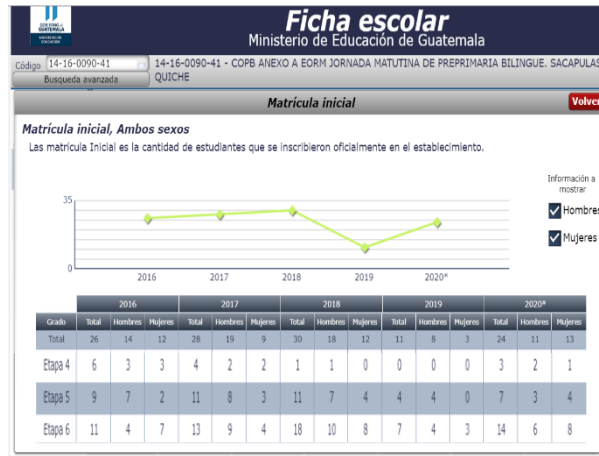 GOBIERNO de
GUATEMALA
MINISTERIO DE
EDUCACIÓN
Ficha escolar
Ministerio de Educación de Guatemala
Código 14-16-0090-41
14-16-0090-41 - COPB ANEXO A EORM JORNADA MATUTINA DE PREPRIMARIA BILINGUE. SACAPULAS
QUICHE
Busqueda avanzada
Matrícula inicial
Volver
Matrícula inicial, Ambos sexos
Las matrícula Inicial es la cantidad de estudiantes que se inscribieron oficialmente en el establecimiento.
Información a
mostrar
Hombres
Mujeres
35
0
2016 2017 2018 2019 2020*
2016 2017 2018 2019 2020*
Grado Total Hombres Mujeres Total Hombres Mujeres Total Hombres Mujeres Total Hombres Mujeres Total Hombres Mujeres
Total 26 14 12 28 19 9 30 18 12 11 8 3 24 11 13
Etapa 4 6 3 3 4 2 2 1 1 0 0 0 0 3 2 1
Etapa 5 9 7 2 11 8 3 11 7 4 4 4 0 7 3 4
Etapa 6 11 4 7 13 9 4 18 10 8 7 4 3 14 6 8